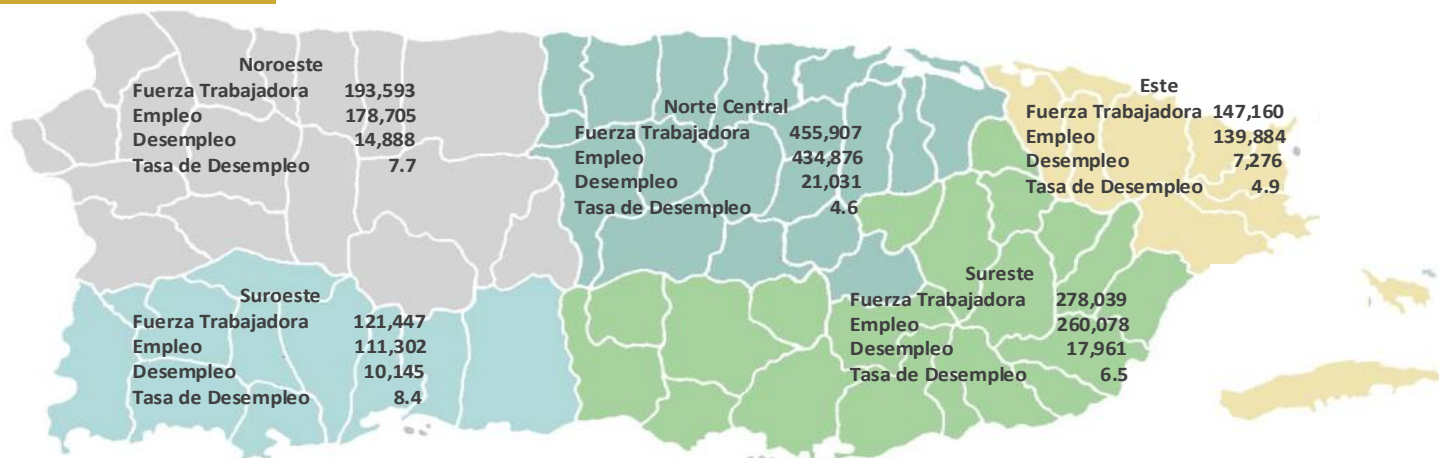 Noroeste
Fuerza Trabajadora 193,593
Empleo 178,705
Desempleo 14,888
Tasa de Desempleo 7.7
Norte Central
Fuerza Trabajadora 455,907
Empleo 434,876
Desempleo 21,031
Tasa de Desempleo 4.6
Este
Fuerza Trabajadora 147,160
Empleo 139,884
Desempleo 7,276
Tasa de Desempleo 4.9
Suroeste
Fuerza Trabajadora 121,447
Empleo 111,302
Desempleo 10,145
Tasa de Desempleo 8.4
Sureste
Fuerza Trabajadora 278,039
Empleo 260,078
Desempleo 17,961
Tasa de Desempleo 6.5